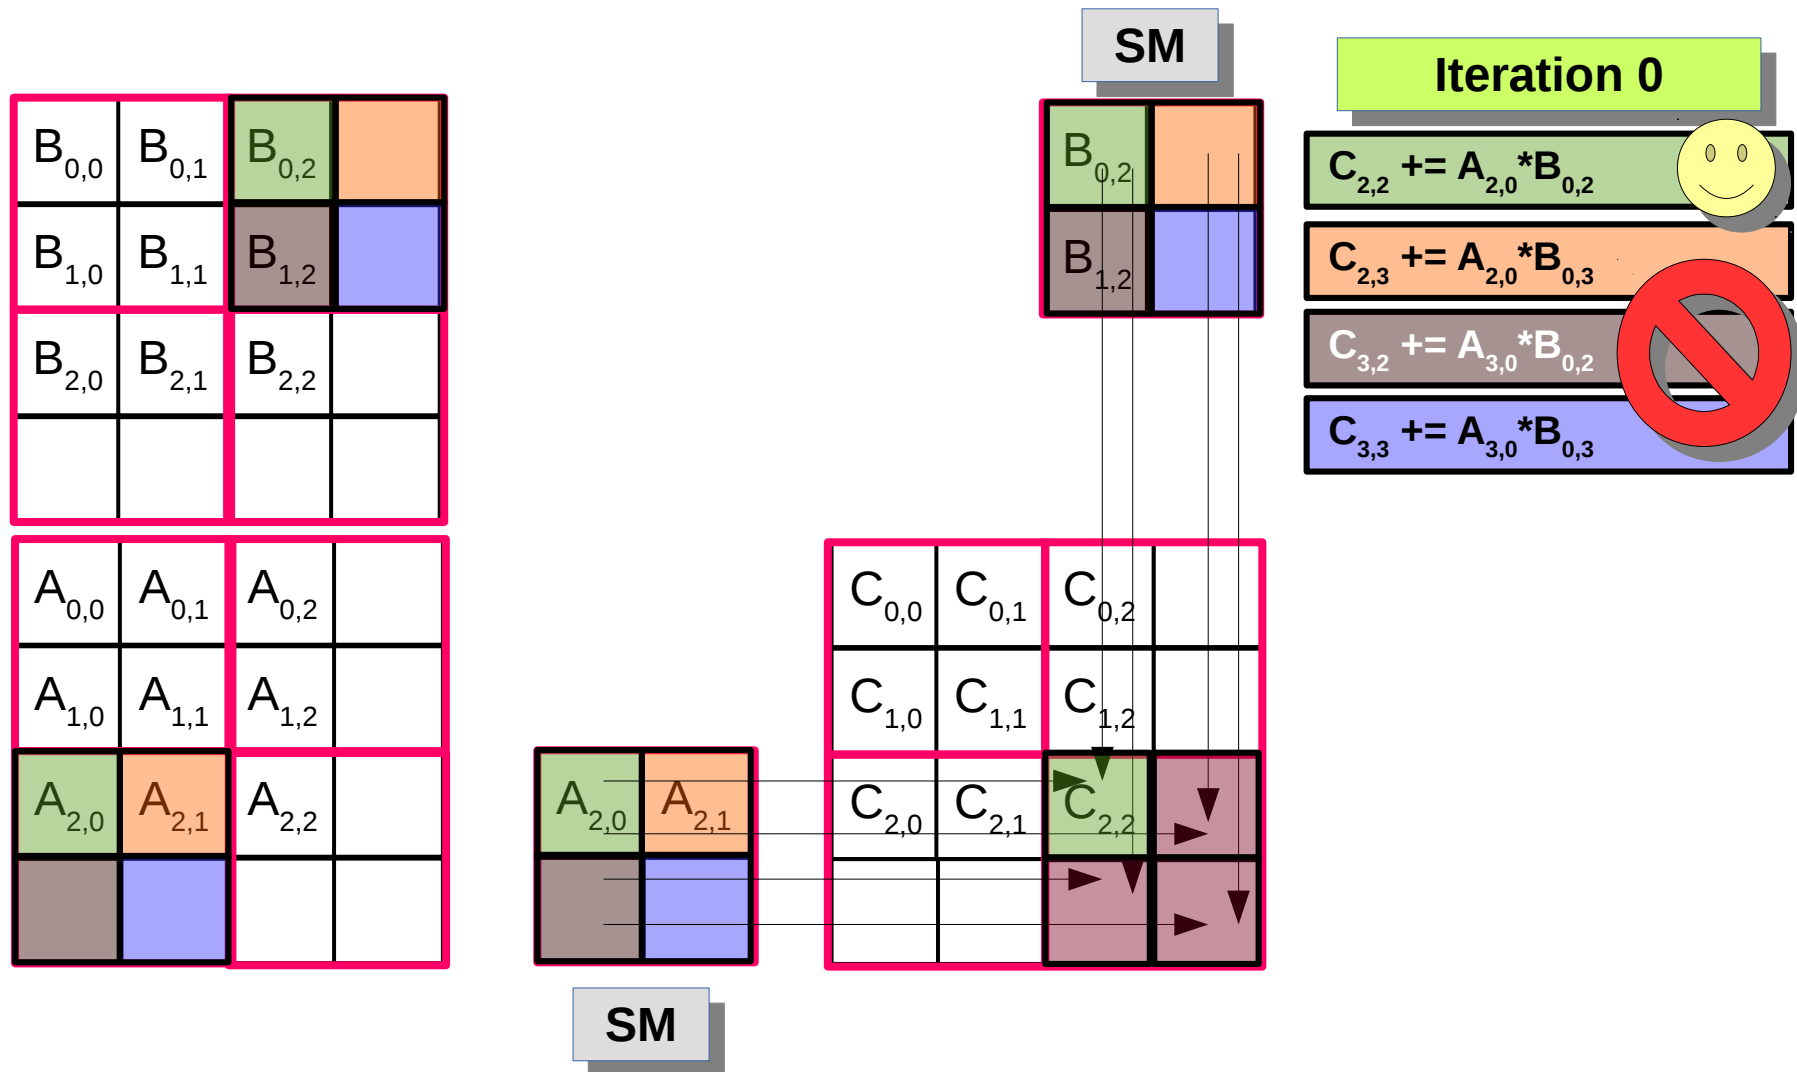 SM
Iteration 0
B0,0 B0,1 B0,2
B1,0 B1,1 B1,2
B2,0 B2,1 B2,2
B0,2
B1,2
C2,2 += A2,0*B0,2
C2,3 += A2,0*B0,3
C3,2 += A3,0*B0,2
C3,3 += A3,0*B0,3
A0,0 A0,1 A0,2
A1,0 A1,1 A1,2
A2,0 A2,1 A2,2
A2,0 A2,1
C0,0 C0,1 C0,2
C1,0 C1,1 C1,2
C2,0 C2,1 C2,2
SM